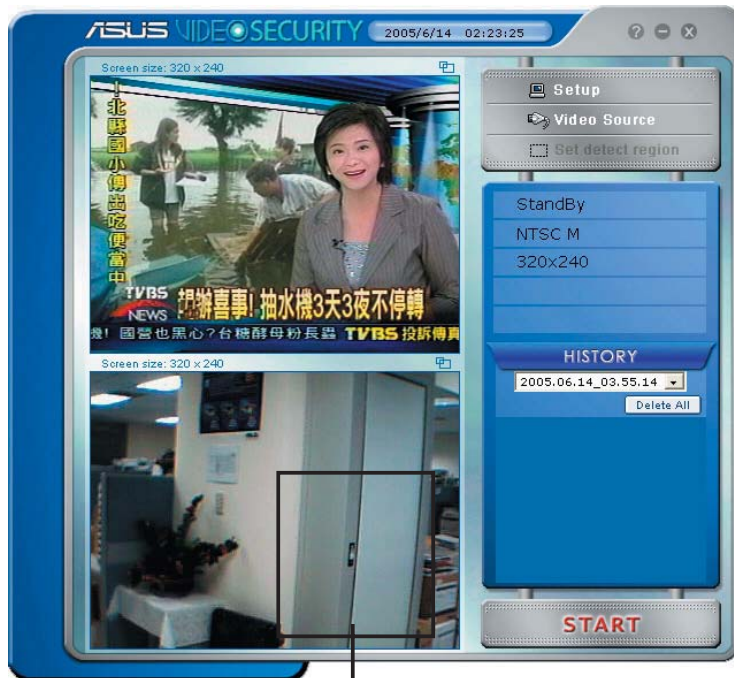 ASUS VIDEO SECURITY 2005/6/14 02:23:25
Screen size: 320 x 240
！北縣國小傳出吃便當中
TVBS
NEWS
喜事! 抽水機3天3夜不停轉
! 國營也黑心?台糖酵母粉長蟲 TVBS 投訴傳真
Screen size: 320 x 240
Setup
Video Source
Set detect region
StandBy
NTSC M
320x240
HISTORY
2005.06.14_03.55.14
Delete All
START